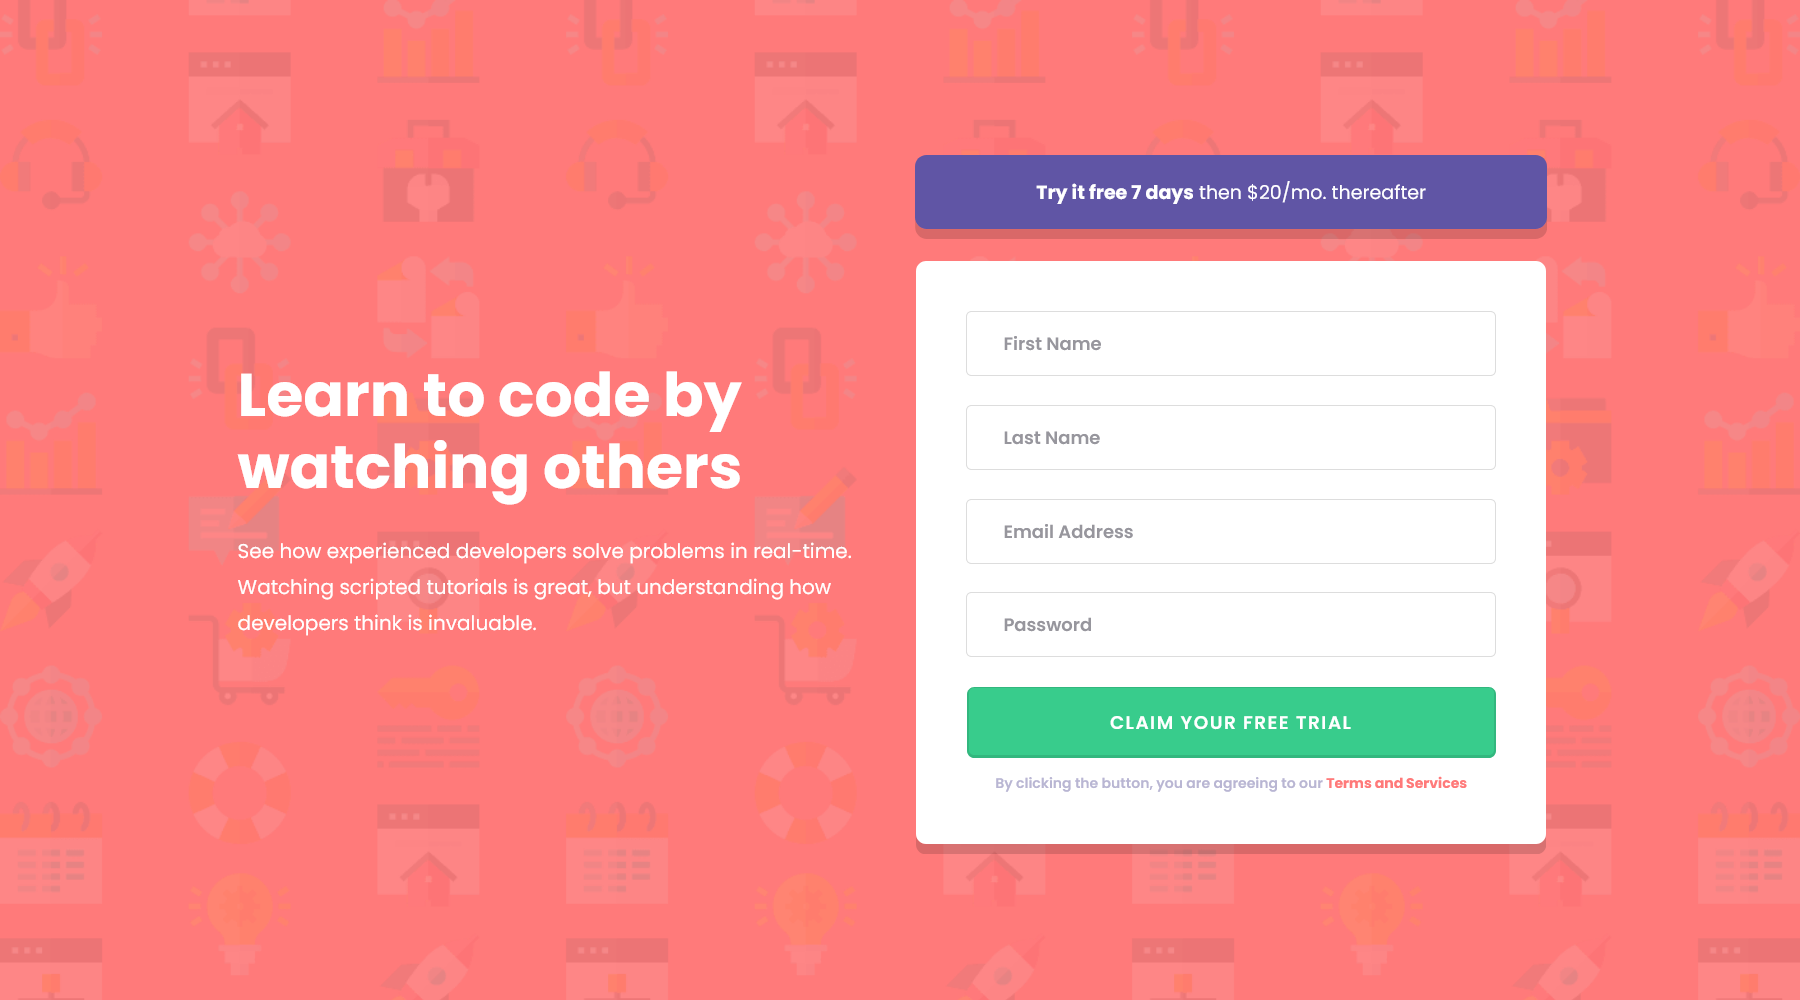 Learn to code by
watching others
See how experienced developers solve problems in real-time.
Watching scripted tutorials is great, but understanding how
developers think is invaluable.
Try it free 7 days then $20/mo. thereafter
First Name
Last Name
Email Address
Password
CLAIM YOUR FREE TRIAL
By clicking the button, you are agreeing to our Terms and Services